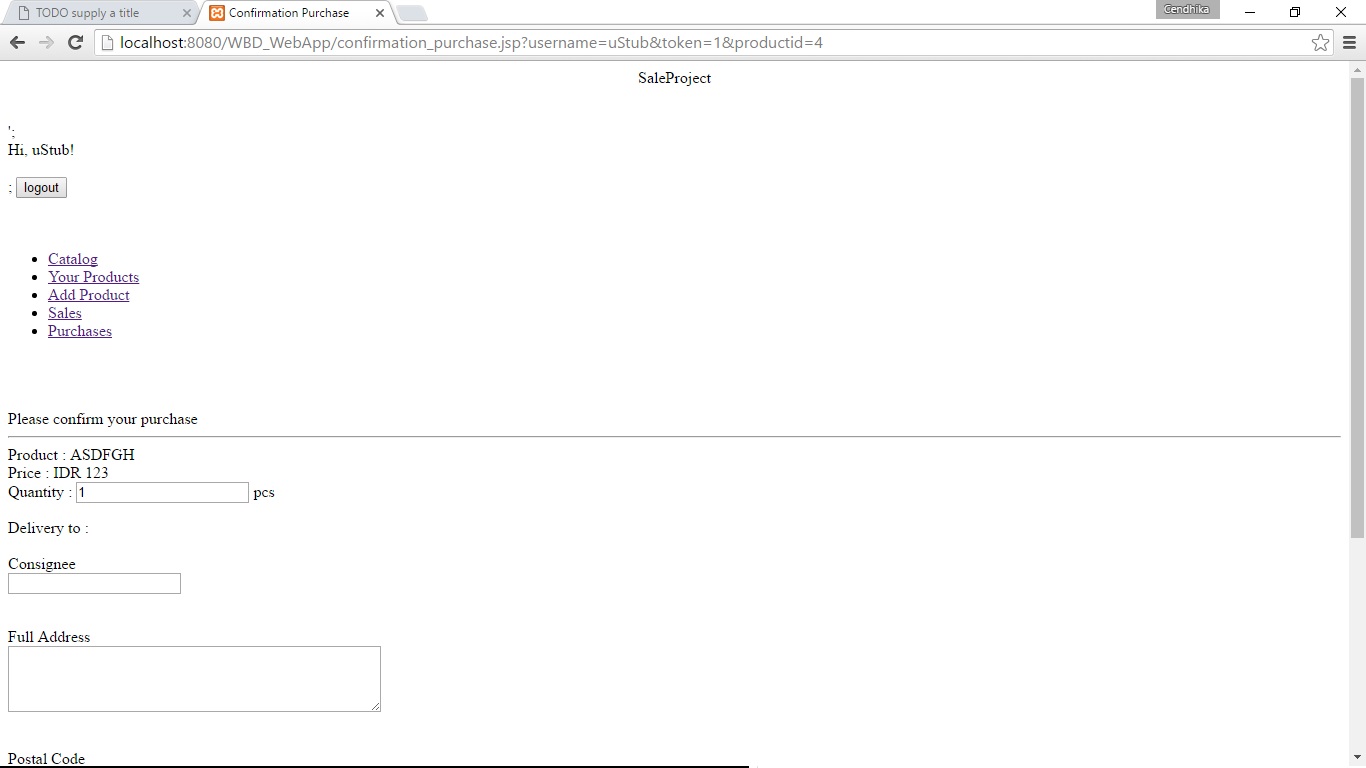 TODO supply a title
Confirmation Purchase
Cendhika
localhost:8080/WBD_WebApp/confirmation_purchase.jsp?username=uStub&token=1&productid=4
SaleProject
';
Hi, uStub!
; logout
Catalog
Your Products
Add Product
Sales
Purchases
Please confirm your purchase
Product : ASDFGH
Price : IDR 123
Quantity : 1 pcs
Delivery to :
Consignee
Full Address
Postal Code